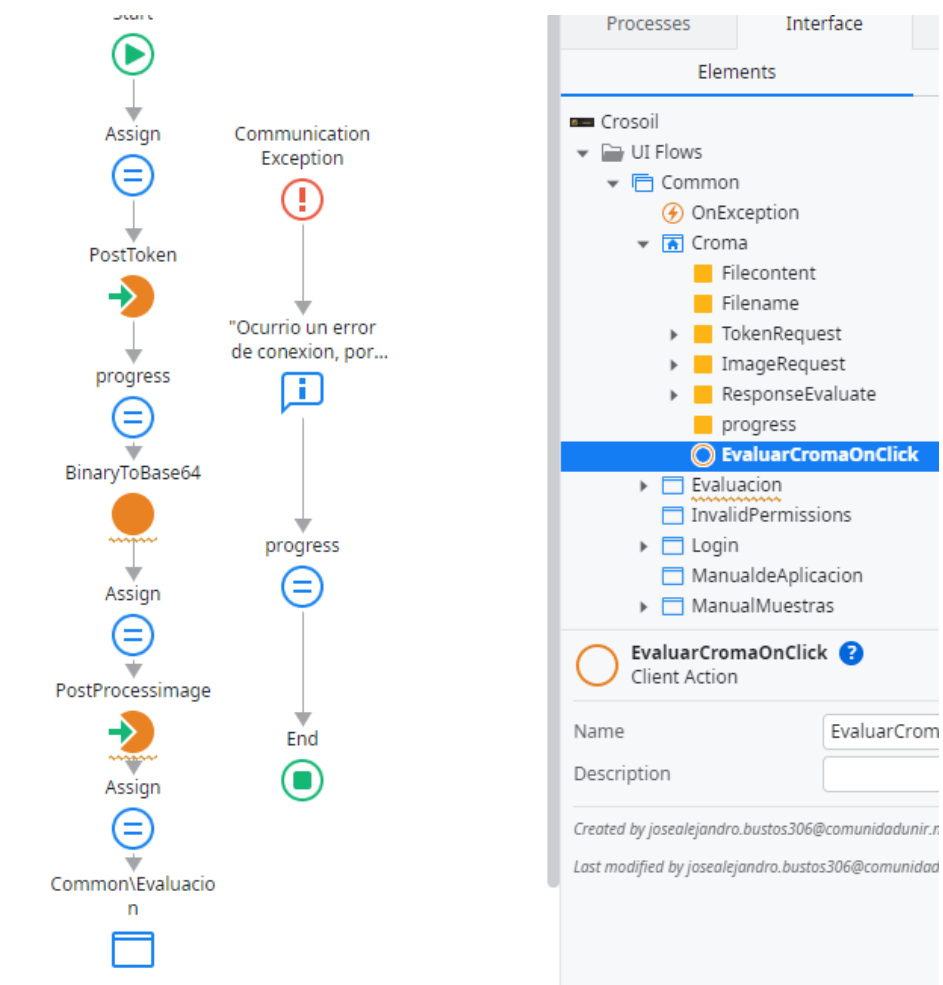 Start
Assign
PostToken
progress
BinaryToBase64
Assign
PostProcessimage
Assign
Common\Evaluacio
n
Communication
Exception
"Ocurrio un error
de conexion, por...
progress
End
Processes
Interface
Elements
Crosoil
UI Flows
Common
OnException
Croma
Filecontent
Filename
TokenRequest
ImageRequest
ResponseEvaluate
progress
EvaluarCromaOnClick
Evaluacion
InvalidPermissions
Login
ManualdeAplicacion
ManualMuestras
EvaluarCromaOnClick ?
Client Action
Name EvaluarCrom
Description
Created by josealejandro.bustos306@comunidadunir.n
Last modified by josealejandro.bustos306@comunidad